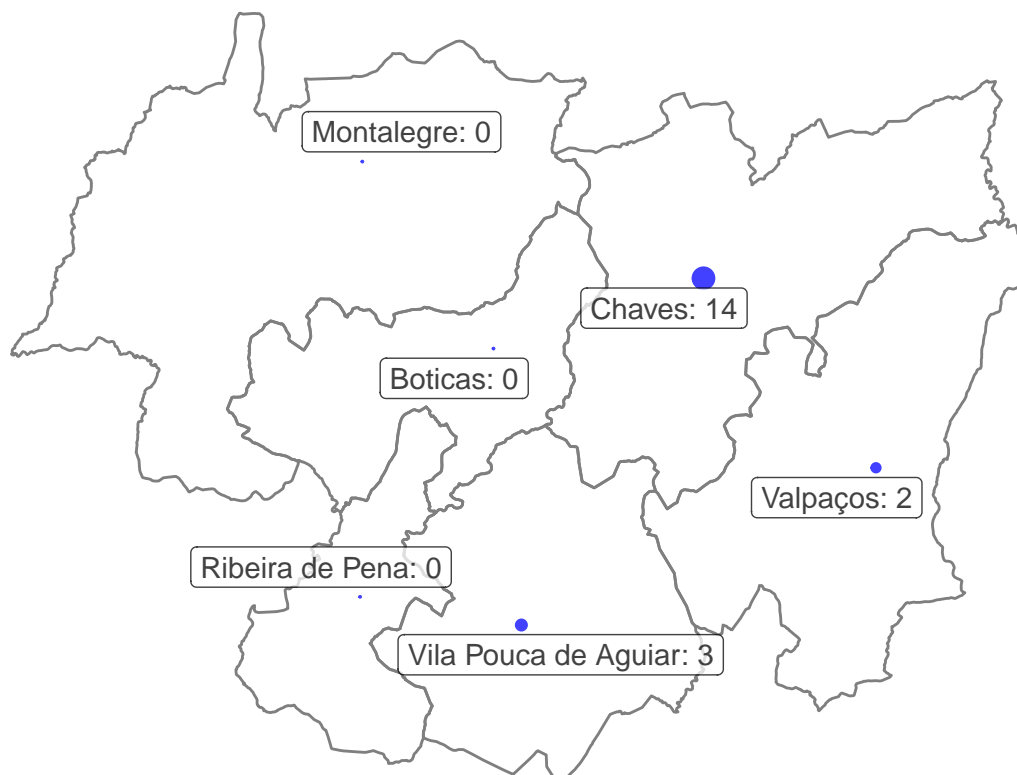 Montalegre: 0
Chaves: 14
Boticas: 0
Valpaços: 2
Ribeira de Pena: 0
Vila Pouca de Aguiar: 3